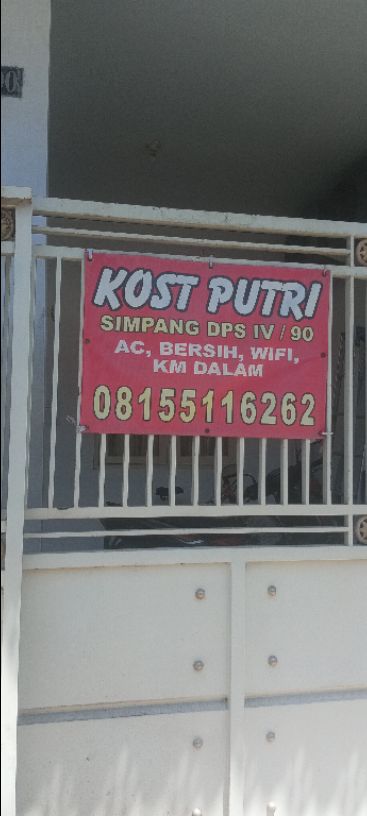 KOST PUTRI
SIMPANG DPS IV / 90
AC, BERSIH, WIFI,
KM DALAM
08155116262